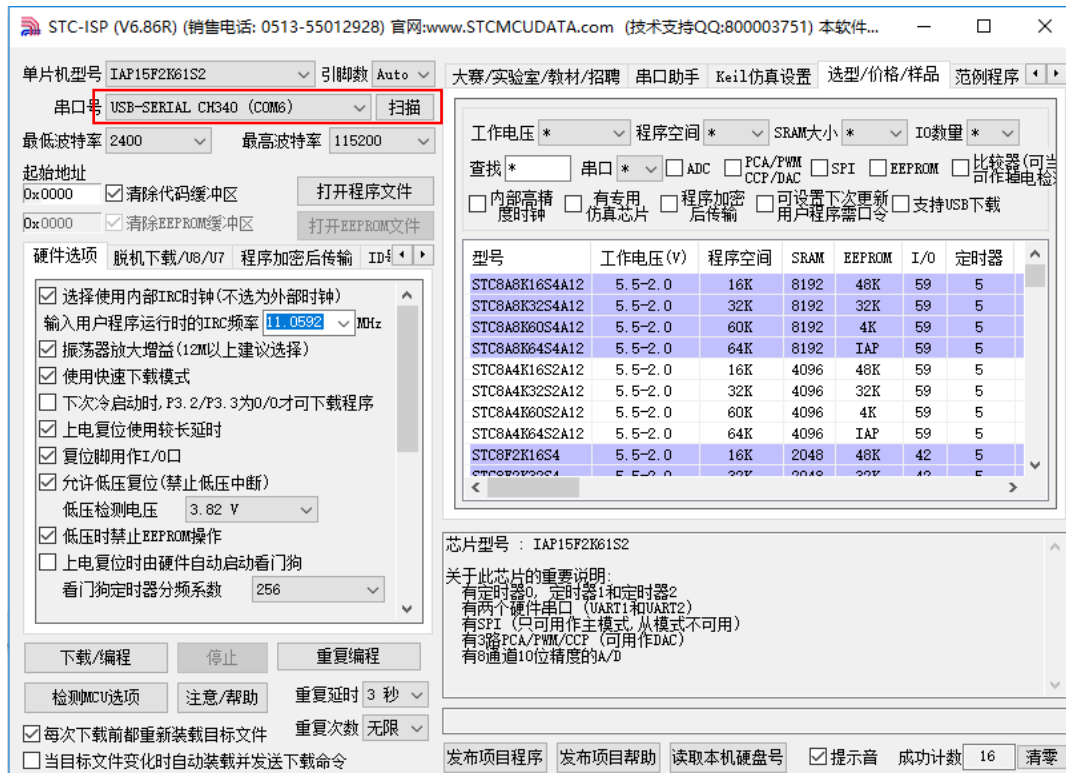 STC-ISP (V6.86R) (销售电话: 0513-55012928) 官网:www.STCMCUDATA.com (技术支持QQ:800003751) 本软件...
单片机型号 IAP15F2K61S2 引脚数 Auto
串口号 USB-SERIAL CH340 (COM6) 扫描
最低波特率 2400 最高波特率 115200
起始地址
0x0000 清除代码缓冲区 打开程序文件
0x0000 清除EEPROM缓冲区 打开EEPROM文件
硬件选项 脱机下载/U8/U7 程序加密后传输
选择使用内部IRC时钟(不选为外部时钟)
输入用户程序运行时的IRC频率 11.0592 MHz
振荡器放大增益(12M以上建议选择)
使用快速下载模式
下次冷启动时,P3.2/P3.3为0/0才可下载程序
上电复位使用较长延时
复位脚用作I/O口
允许低压复位(禁止低压中断)
低压检测电压 3.82 V
低压时禁止EEPROM操作
上电复位时由硬件自动启动看门狗
看门狗定时器分频系数 256
下载/编程 停止 重复编程
检测MCU选项 注意/帮助 重复延时 3 秒
每次下载前都重新装载目标文件 重复次数 无限
当目标文件变化时自动装载并发送下载命令
大赛/实验室/教材/招聘 串口助手 Keil仿真设置 选型/价格/样品 范例程序
工作电压 * 程序空间 * SRAM大小 * IO数量 *
查找 * 串口 * ADC PCA/PWM CCP/DAC SPI EEPROM 比较器(可当 可作掉电检
内部高精度时钟 有专用仿真芯片 程序加密后传输 可设置下次更新用户程序需口令 支持USB下载
型号 工作电压(V) 程序空间 SRAM EEPROM I/O 定时器
STC8A8K16S4A12 5.5-2.0 16K 8192 48K 59 5
STC8A8K32S4A12 5.5-2.0 32K 8192 32K 59 5
STC8A8K60S4A12 5.5-2.0 60K 8192 4K 59 5
STC8A8K64S4A12 5.5-2.0 64K 8192 IAP 59 5
STC8A4K16S2A12 5.5-2.0 16K 4096 48K 59 5
STC8A4K32S2A12 5.5-2.0 32K 4096 32K 59 5
STC8A4K60S2A12 5.5-2.0 60K 4096 4K 59 5
STC8A4K64S2A12 5.5-2.0 64K 4096 IAP 59 5
STC8F2K16S4 5.5-2.0 16K 2048 48K 42 5
STC8F2K32S4 5.5-2.0 32K 2048 32K 42 5
芯片型号 : IAP15F2K61S2
关于此芯片的重要说明:
有定时器0, 定时器1和定时器2
有两个硬件串口 (UART1和UART2)
有SPI (只可用作主模式,从模式不可用)
有3路PCA/PWM/CCP (可用作DAC)
有8通道10位精度的A/D
发布项目程序 发布项目帮助 读取本机硬盘号 提示音 成功计数 16 清零